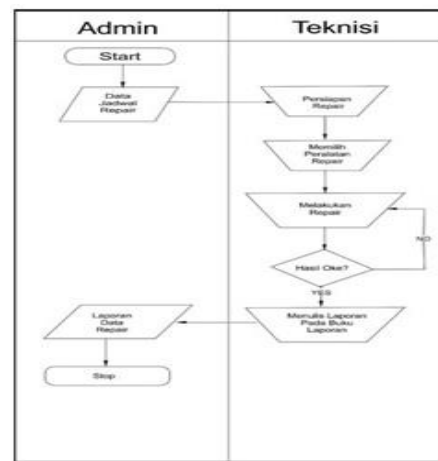 Admin
Teknisi
Start
Data
Jadwal
Repair
Persiapan
Repair
Memilih
Peralatan
Repair
Melakukan
Repair
NO
Hasil Oke?
YES
Laporan
Data
Repair
Menulis Laporan
Pada Buku
Laporan
Stop